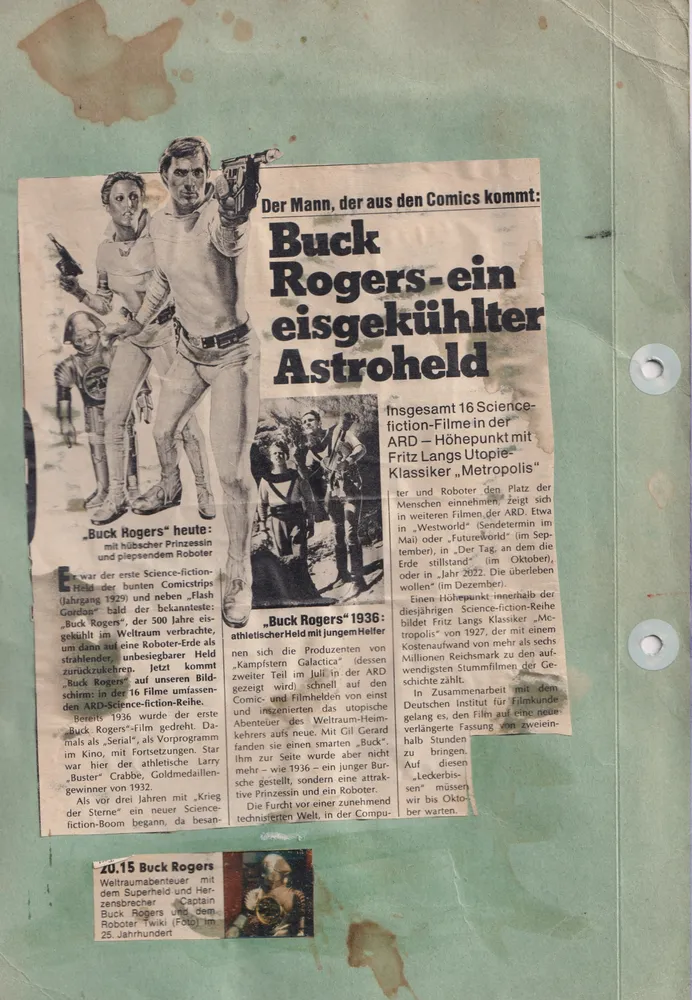 Der Mann, der aus den Comics kommt:
Buck
Rogers-ein
eisgekühlter
Astroheld
Insgesamt 16 Science-
fiction-Filme in der
ARD – Höhepunkt mit
Fritz Langs Utopie-
Klassiker „Metropolis“
„Buck Rogers“ heute:
mit hübscher Prinzessin
und piepsendem Roboter
Er war der erste Science-fiction-
Held der bunten Comicstrips
(Jahrgang 1929) und neben „Flash
Gordon“ bald der bekannteste:
„Buck Rogers“, der 500 Jahre eis-
gekühlt im Weltraum verbrachte,
um dann auf eine Roboter-Erde als
strahlender, unbesiegbarer Held
zurückzukehren. Jetzt kommt
„Buck Rogers“ auf unseren Bild-
schirm: in der 16 Filme umfassen-
den ARD-Science-fiction-Reihe.
Bereits 1936 wurde der erste
„Buck Rogers“-Film gedreht. Da-
mals als „Serial“, als Vorprogramm
im Kino, mit Fortsetzungen. Star
war hier der athletische Larry
„Buster“ Crabbe, Goldmedaillen-
gewinner von 1932.
Als vor drei Jahren mit „Krieg
der Sterne“ ein neuer Science-
fiction-Boom begann, da besan-
„Buck Rogers“ 1936:
athletischer Held mit jungem Helfer
nen sich die Produzenten von
„Kampfstern Galactica“ (dessen
zweiter Teil im Juli in der ARD
gezeigt wird) schnell auf den
Comic- und Filmhelden von einst
und inszenierten das utopische
Abenteuer des Weltraum-Heim-
kehrers aufs neue. Mit Gil Gerard
fanden sie einen smarten „Buck“.
Ihm zur Seite wurde aber nicht
mehr – wie 1936 – ein junger Bur-
sche gestellt, sondern eine attrak-
tive Prinzessin und ein Roboter.
Die Furcht vor einer zunehmend
technisierten Welt, in der Compu-
ter und Roboter den Platz der
Menschen einnehmen, zeigt sich
in weiteren Filmen der ARD. Etwa
in „Westworld“ (Sendetermin im
Mai) oder „Futureworld“ (im Sep-
tember), in „Der Tag, an dem die
Erde stillstand“ (im Oktober),
oder in „Jahr 2022. Die überleben
wollen“ (im Dezember).
Einen Höhepunkt innerhalb der
diesjährigen Science-fiction-Reihe
bildet Fritz Langs Klassiker „Me-
tropolis“ von 1927, der mit einem
Kostenaufwand von mehr als sechs
Millionen Reichsmark zu den auf-
wendigsten Stummfilmen der Ge-
schichte zählt.
In Zusammenarbeit mit dem
Deutschen Institut für Filmkunde
gelang es, den Film auf eine neue
verlängerte Fassung von zweiein-
halb Stunden
zu bringen.
Auf diesen
„Leckerbis-
sen“ müssen
wir bis Okto-
ber warten.
20.15 Buck Rogers
Weltraumabenteuer mit
dem Superheld und Her-
zensbrecher Captain
Buck Rogers und dem
Roboter Twiki (Foto) im
25. Jahrhundert